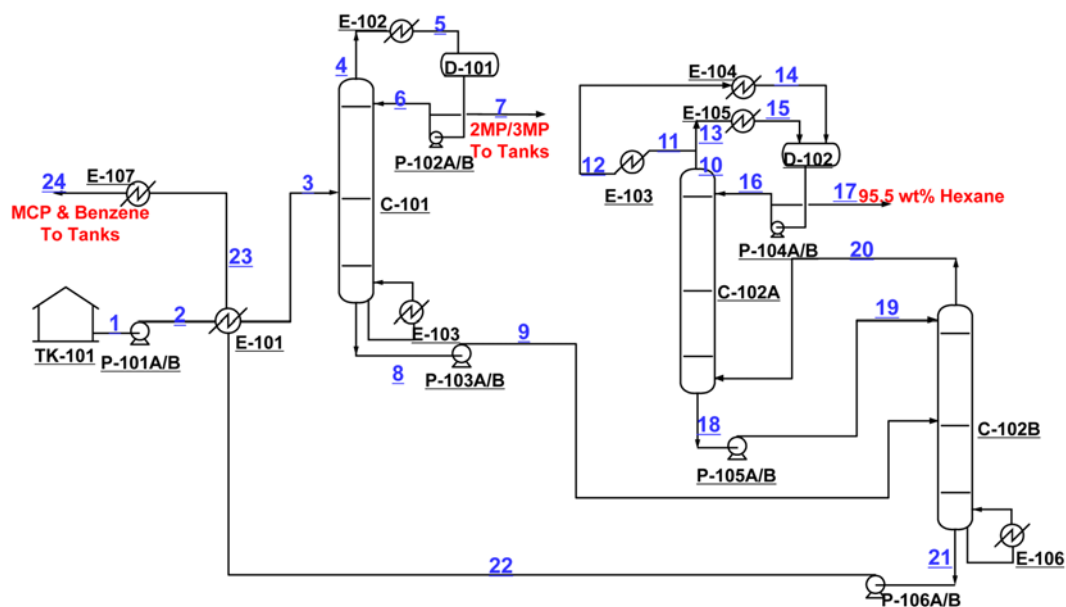 E-102
5
4
D-101
6
7
2MP/3MP
To Tanks
P-102A/B
E-104
14
E-105
15
13
11
12
10
D-102
E-103
16
17
95.5 wt% Hexane
P-104A/B
24
E-107
3
C-101
MCP & Benzene
To Tanks
23
20
C-102A
19
1
2
E-101
TK-101
P-101A/B
E-103
9
8
P-103A/B
18
P-105A/B
C-102B
22
21
E-106
P-106A/B